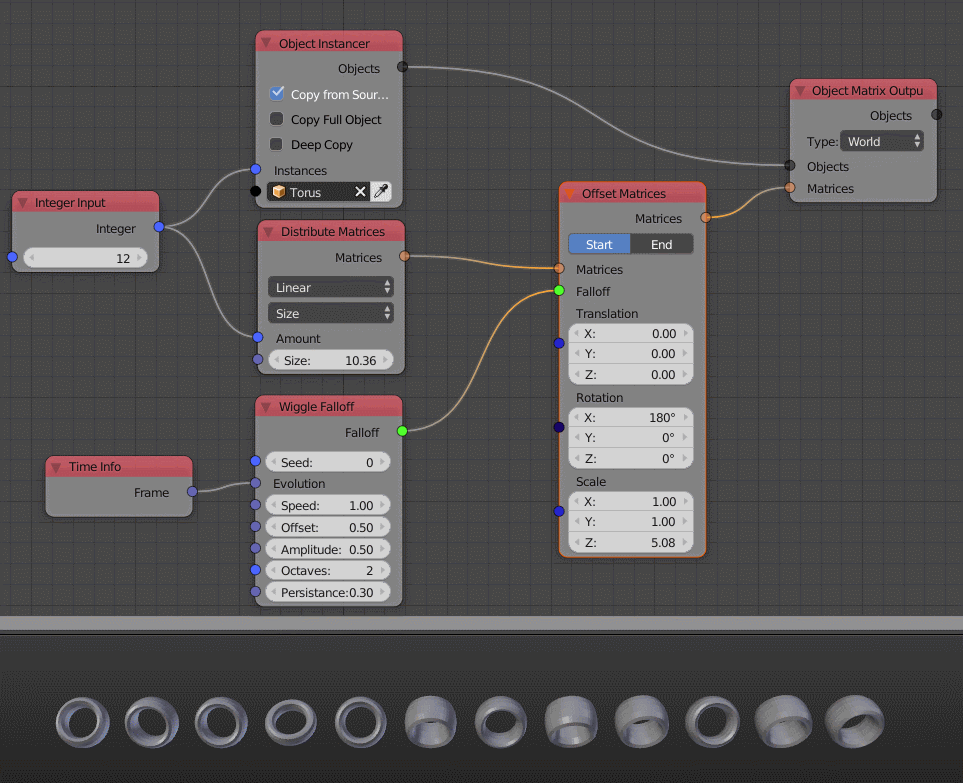 Integer Input
Integer
12
Object Instancer
Objects
Copy from Sour...
Copy Full Object
Deep Copy
Instances
Torus
Distribute Matrices
Matrices
Linear
Size
Amount
Size: 10.36
Time Info
Frame
Wiggle Falloff
Falloff
Seed: 0
Evolution
Speed: 1.00
Offset: 0.50
Amplitude: 0.50
Octaves: 2
Persistance: 0.30
Offset Matrices
Matrices
Start End
Matrices
Falloff
Translation
X: 0.00
Y: 0.00
Z: 0.00
Rotation
X: 180°
Y: 0°
Z: 0°
Scale
X: 1.00
Y: 1.00
Z: 5.08
Object Matrix Outpu
Objects
Type: World
Objects
Matrices